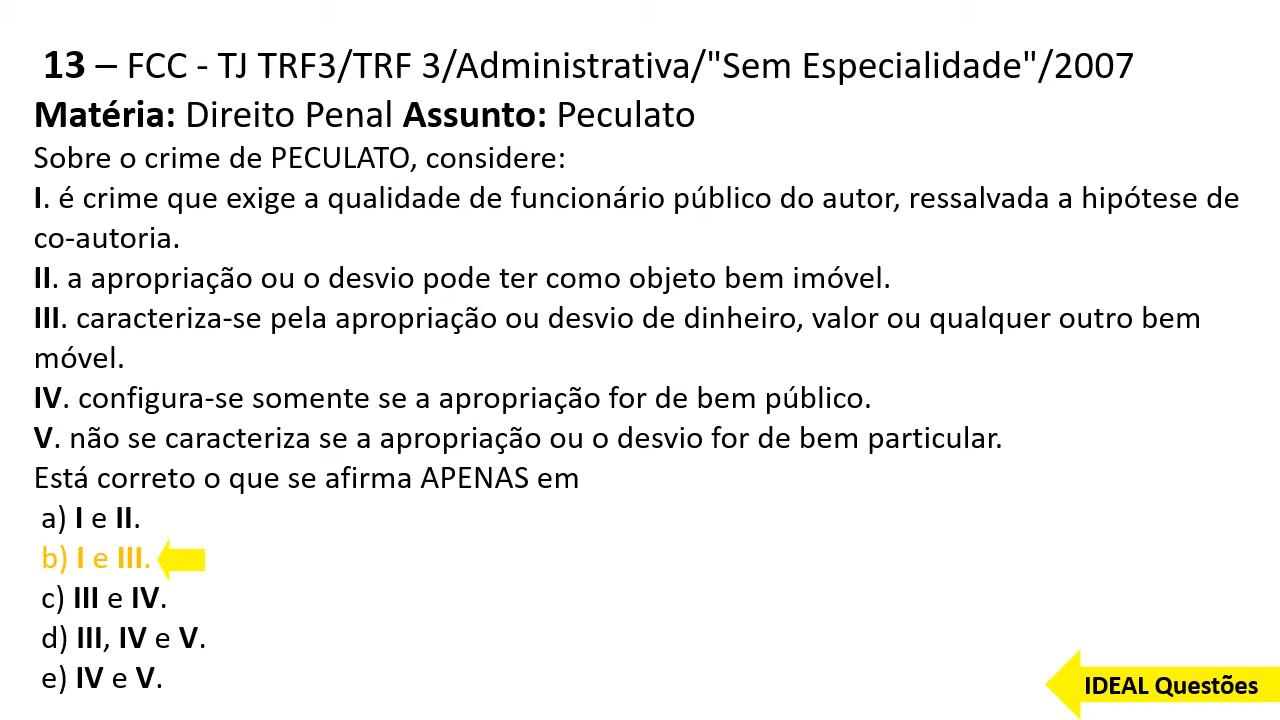 13 – FCC - TJ TRF3/TRF 3/Administrativa/"Sem Especialidade"/2007
Matéria: Direito Penal Assunto: Peculato
Sobre o crime de PECULATO, considere:
I. é crime que exige a qualidade de funcionário público do autor, ressalvada a hipótese de
co-autoria.
II. a apropriação ou o desvio pode ter como objeto bem imóvel.
III. caracteriza-se pela apropriação ou desvio de dinheiro, valor ou qualquer outro bem
móvel.
IV. configura-se somente se a apropriação for de bem público.
V. não se caracteriza se a apropriação ou o desvio for de bem particular.
Está correto o que se afirma APENAS em
a) I e II.
b) I e III.
c) III e IV.
d) III, IV e V.
e) IV e V.
IDEAL Questões